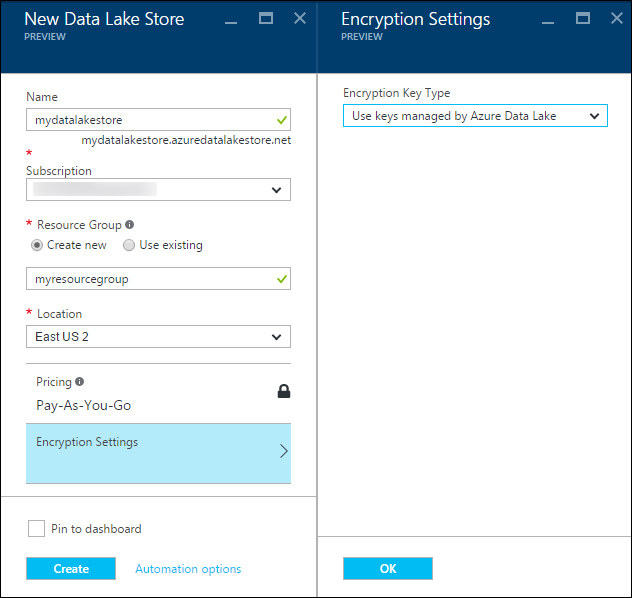 New Data Lake Store
PREVIEW
Name
mydatalakestore
mydatalakestore.azuredatalakestore.net
*
Subscription
* Resource Group
Create new
Use existing
myresourcegroup
* Location
East US 2
Pricing
Pay-As-You-Go
Encryption Settings
Pin to dashboard
Create
Automation options
Encryption Settings
PREVIEW
Encryption Key Type
Use keys managed by Azure Data Lake
OK